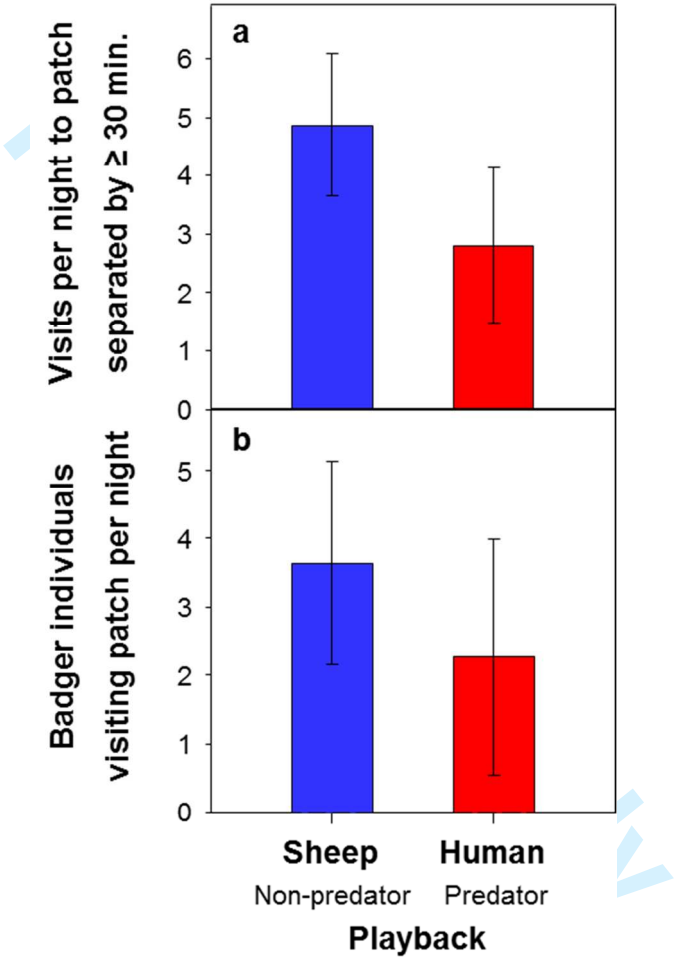 a
Visits per night to patch
separated by ≥ 30 min.
6
5
4
3
2
1
0
b
Badger individuals
visiting patch per night
5
4
3
2
1
0
Sheep Human
Non-predator Predator
Playback